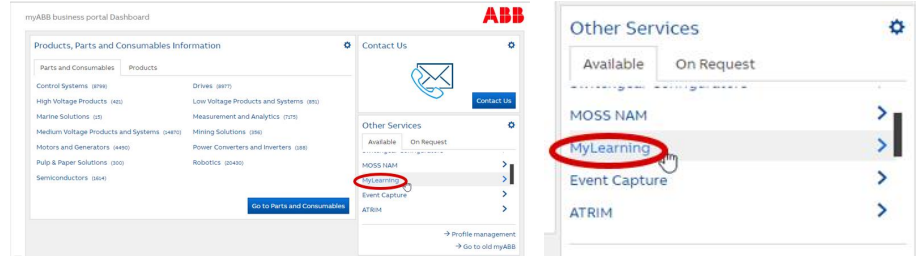 myABB business portal Dashboard
ABB
Products, Parts and Consumables Information
Parts and Consumables Products
Control Systems (8789) Drives (8977)
High Voltage Products (421) Low Voltage Products and Systems (851)
Marine Solutions (15) Measurement and Analytics (7175)
Medium Voltage Products and Systems (14670) Mining Solutions (356)
Motors and Generators (4450) Power Converters and Inverters (188)
Pulp & Paper Solutions (300) Robotics (20430)
Semiconductors (1614)
Go to Parts and Consumables
Contact Us
Contact Us
Other Services
Available On Request
MOSS NAM
MyLearning
Event Capture
ATRIM
→ Profile management
→ Go to old myABB
Other Services
Available On Request
MOSS NAM
MyLearning
Event Capture
ATRIM